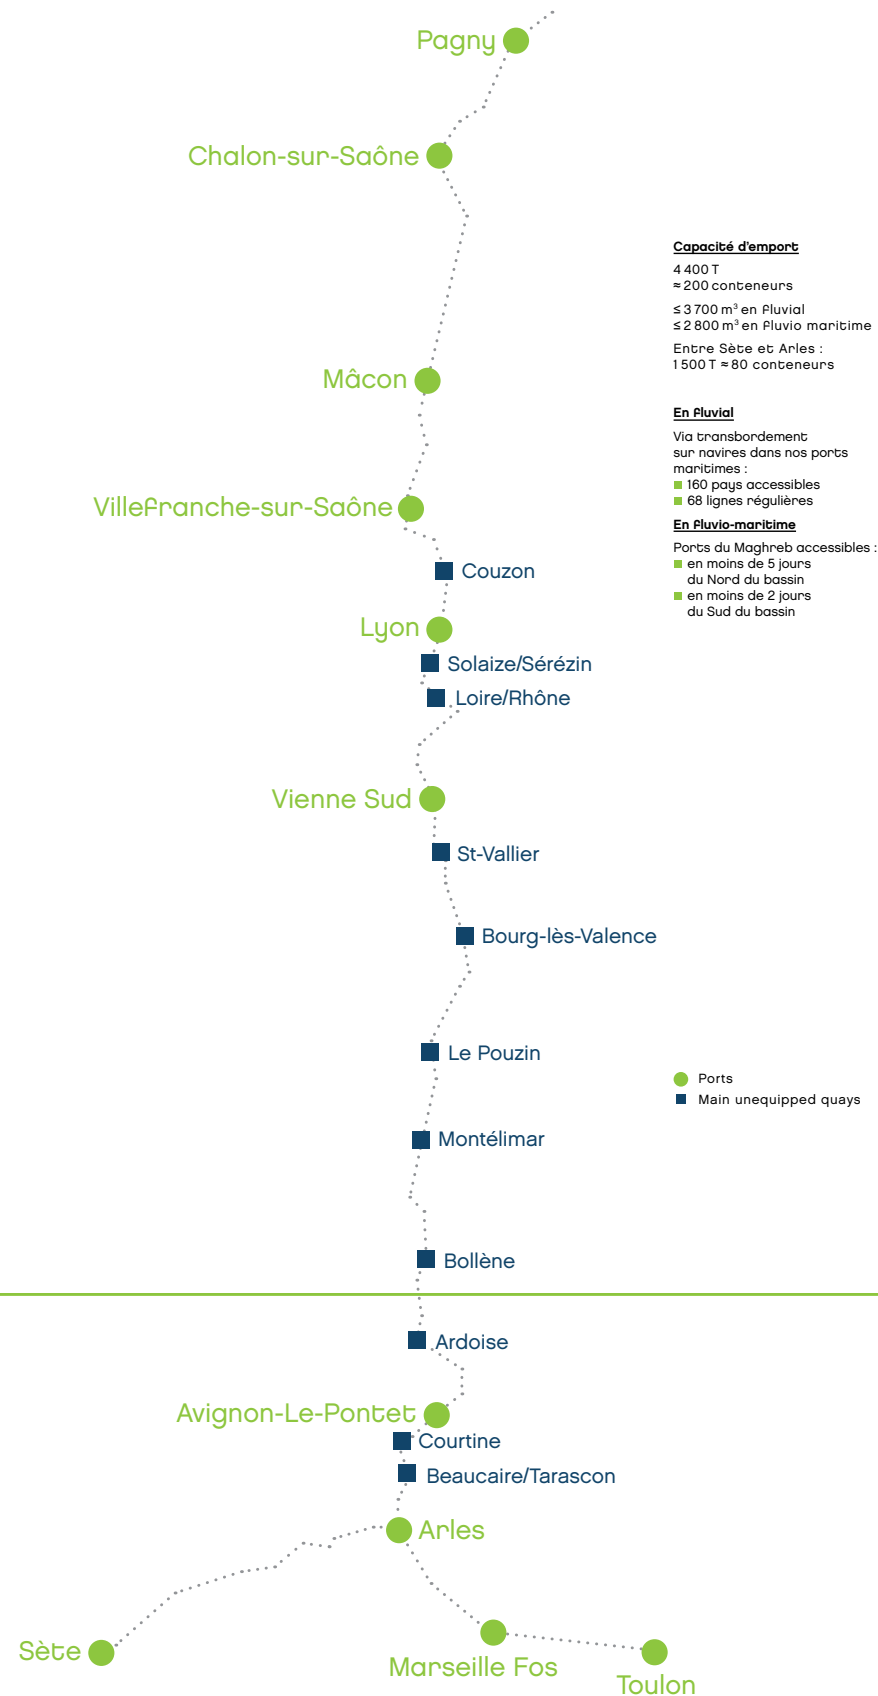 Pagny
Chalon-sur-Saône
Capacité d'emport
4 400 T
≈ 200 conteneurs
≤ 3 700 m³ en fluvial
≤ 2 800 m³ en fluvio maritime
Entre Sète et Arles :
1 500 T ≈ 80 conteneurs
Mâcon
En fluvial
Via transbordement
sur navires dans nos ports
maritimes :
160 pays accessibles
68 lignes régulières
Villefranche-sur-Saône
En fluvio-maritime
Ports du Maghreb accessibles :
en moins de 5 jours
du Nord du bassin
en moins de 2 jours
du Sud du bassin
Couzon
Lyon
Solaize/Sérézin
Loire/Rhône
Vienne Sud
St-Vallier
Bourg-lès-Valence
Le Pouzin
Ports
Main unequipped quays
Montélimar
Bollène
Ardoise
Avignon-Le-Pontet
Courtine
Beaucaire/Tarascon
Arles
Sète
Marseille Fos
Toulon